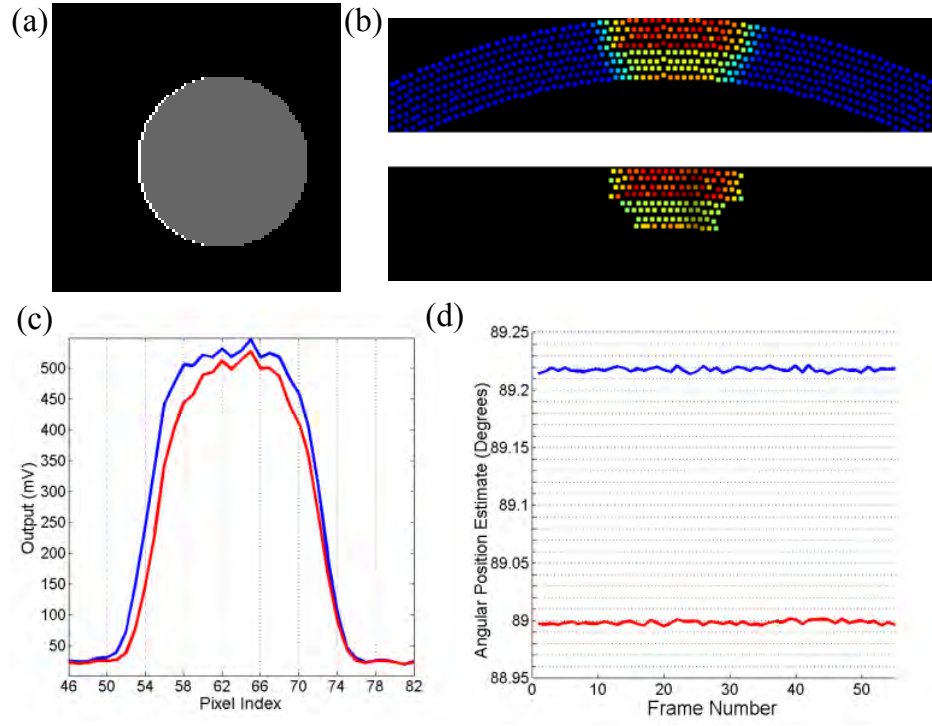 (a)
(b)
(c)
500
450
400
350
300
250
200
150
100
50
Output (mV)
46 50 54 58 62 66 70 74 78 82
Pixel Index
(d)
89.25
89.2
89.15
89.1
89.05
89
88.95
Angular Position Estimate (Degrees)
0 10 20 30 40 50
Frame Number